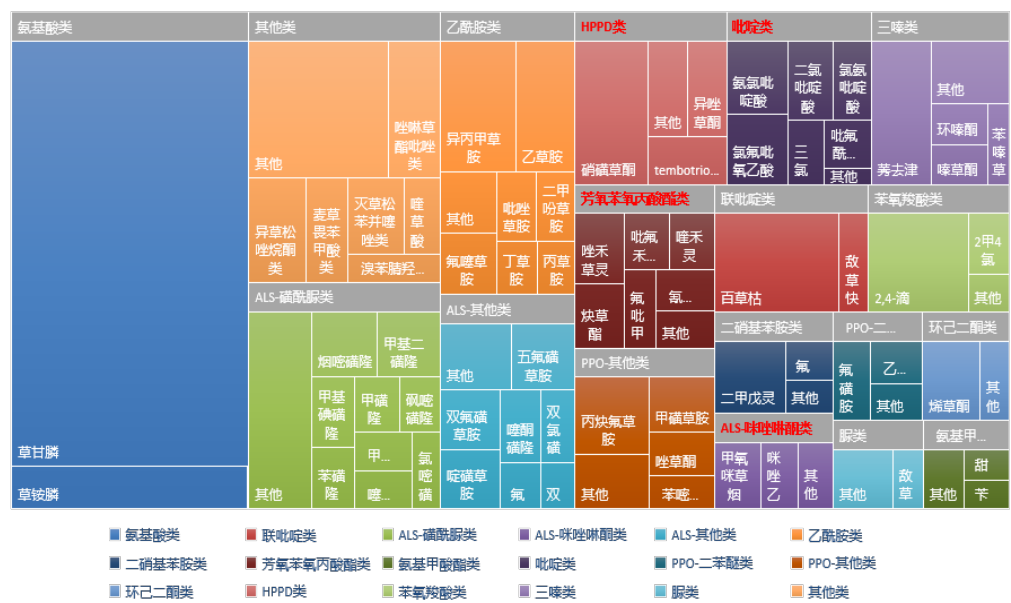 氨基酸类
草甘膦
草铵膦
其他类
其他
唑啉草
酯吡唑
类
异草松
唑烷酮
类
麦草
畏苯
甲酸
类
灭草松
苯并噻
唑类
喹
草
酸
溴苯腈羟...
ALS-磺酰脲类
其他
烟嘧磺隆
甲基二
磺隆
甲基
碘磺
隆
甲磺
隆
砜嘧
磺隆
苯磺
隆
甲...
噻...
氯
嘧
磺
乙酰胺类
异丙甲草
胺
乙草胺
其他
吡唑
草胺
二甲
吩草
胺
氟噻草
胺
丁草
胺
丙草
胺
ALS-其他类
其他
五氟磺
草胺
双氟磺
草胺
噻酮
磺隆
双
氯
磺
啶磺草
胺
氟
双
HPPD类
硝磺草酮
其他
异唑
草酮
tembotrio...
吡啶类
氨氯吡
啶酸
二氯
吡啶
酸
氯氨
吡啶
酸
氯氟吡
氧乙酸
三
氯
吡氟
酰...
其他
三嗪类
莠去津
其他
环嗪酮
嗪草酮
苯
嗪
草
芳氧苯氧丙酸酯类
唑禾
草灵
吡氟
禾...
喹禾
灵
炔草
酯
氟
吡
甲
氰...
其他
联吡啶类
百草枯
敌
草
快
苯氧羧酸类
2,4-滴
2甲4
氯
其他
PPO-其他类
丙炔氟草
胺
甲磺草胺
唑草酮
其他
苯嘧...
二硝基苯胺类
二甲戊灵
氟
其他
PPO-二...
氟
磺
胺
乙...
其他
环己二酮类
烯草酮
其
他
ALS-咪唑啉酮类
甲氧
咪草
烟
咪
唑
乙
其
他
脲类
其他
敌
草
氨基甲...
其他
甜
苄
氨基酸类
联吡啶类
ALS-磺酰脲类
ALS-咪唑啉酮类
ALS-其他类
乙酰胺类
二硝基苯胺类
芳氧苯氧丙酸酯类
氨基甲酸酯类
吡啶类
PPO-二苯醚类
PPO-其他类
环己二酮类
HPPD类
苯氧羧酸类
三嗪类
脲类
其他类